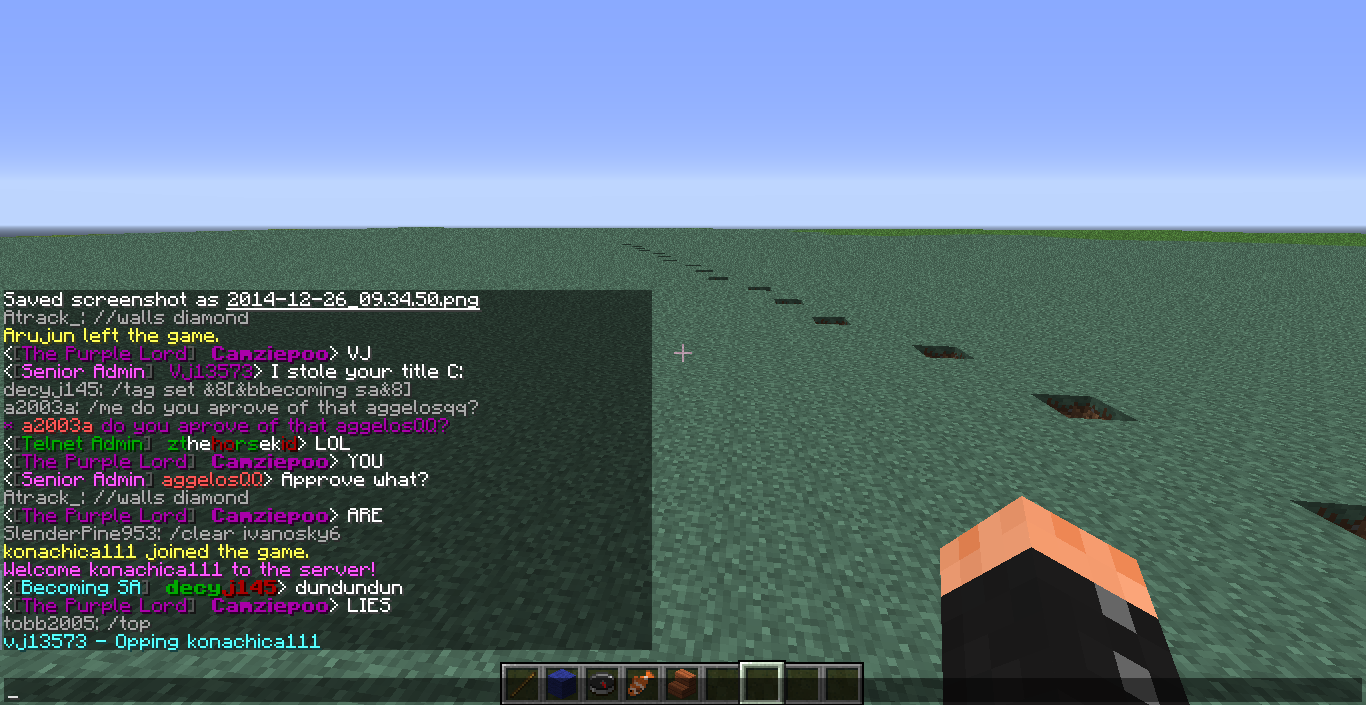 Saved screenshot as 2014-12-26_09.34.50.png
Atrack_: //walls diamond
Arujun left the game.
<[The Purple Lord] Camziepoo> VJ
<[Senior Admin] Vj13573> I stole your title C:
decyj145: /tag set &8[&bbecoming sa&8]
a2003a: /me do you aprove of that aggelosqq?
* a2003a do you aprove of that aggelosQQ?
<[Telnet Admin] zthehorsekid> LOL
<[The Purple Lord] Camziepoo> YOU
<[Senior Admin] aggelosQQ> Approve what?
Atrack_: //walls diamond
<[The Purple Lord] Camziepoo> ARE
SlenderPine953: /clear ivanosky6
konachica111 joined the game.
Welcome konachica111 to the server!
<[Becoming SA] decyj145> dundundun
<[The Purple Lord] Camziepoo> LIES
tobb2005: /top
vj13573 - Opping konachica111
_